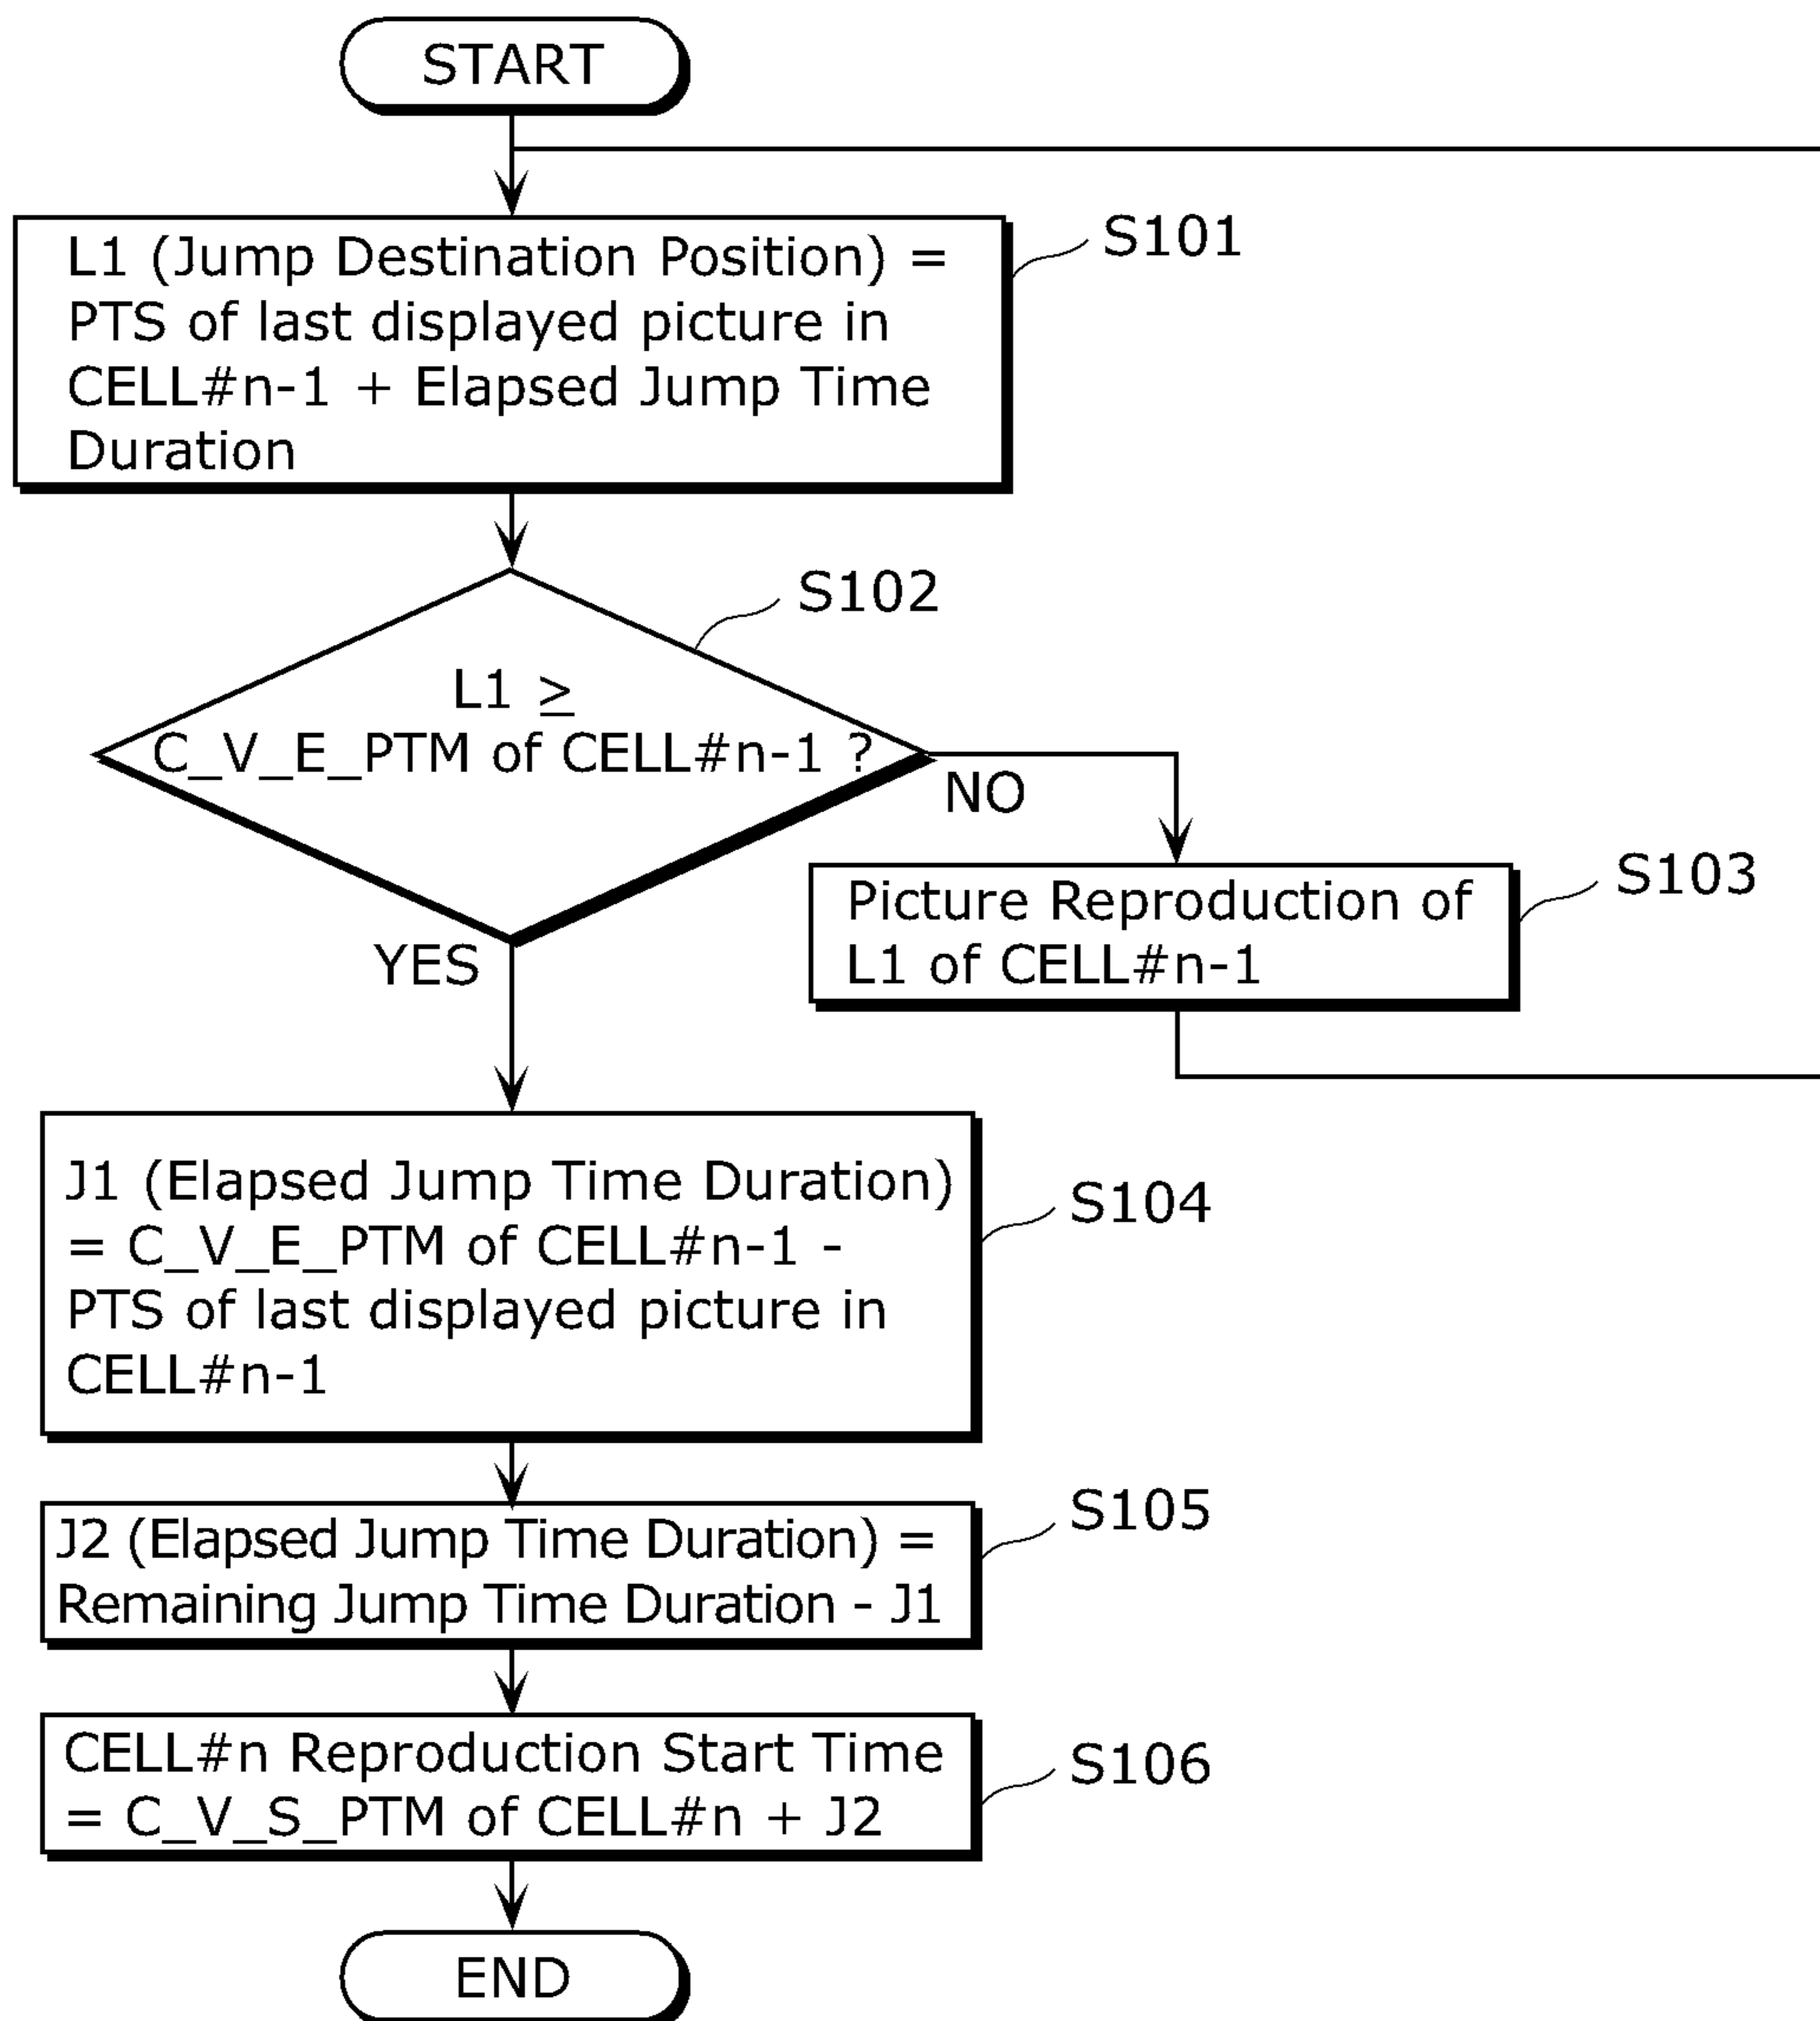 START
L1 (Jump Destination Position) =
PTS of last displayed picture in
CELL#n-1 + Elapsed Jump Time
Duration
S101
S102
L1 ≥
C_V_E_PTM of CELL#n-1 ?
NO
YES
Picture Reproduction of
L1 of CELL#n-1
S103
J1 (Elapsed Jump Time Duration)
= C_V_E_PTM of CELL#n-1 -
PTS of last displayed picture in
CELL#n-1
S104
J2 (Elapsed Jump Time Duration) =
Remaining Jump Time Duration - J1
S105
CELL#n Reproduction Start Time
= C_V_S_PTM of CELL#n + J2
S106
END